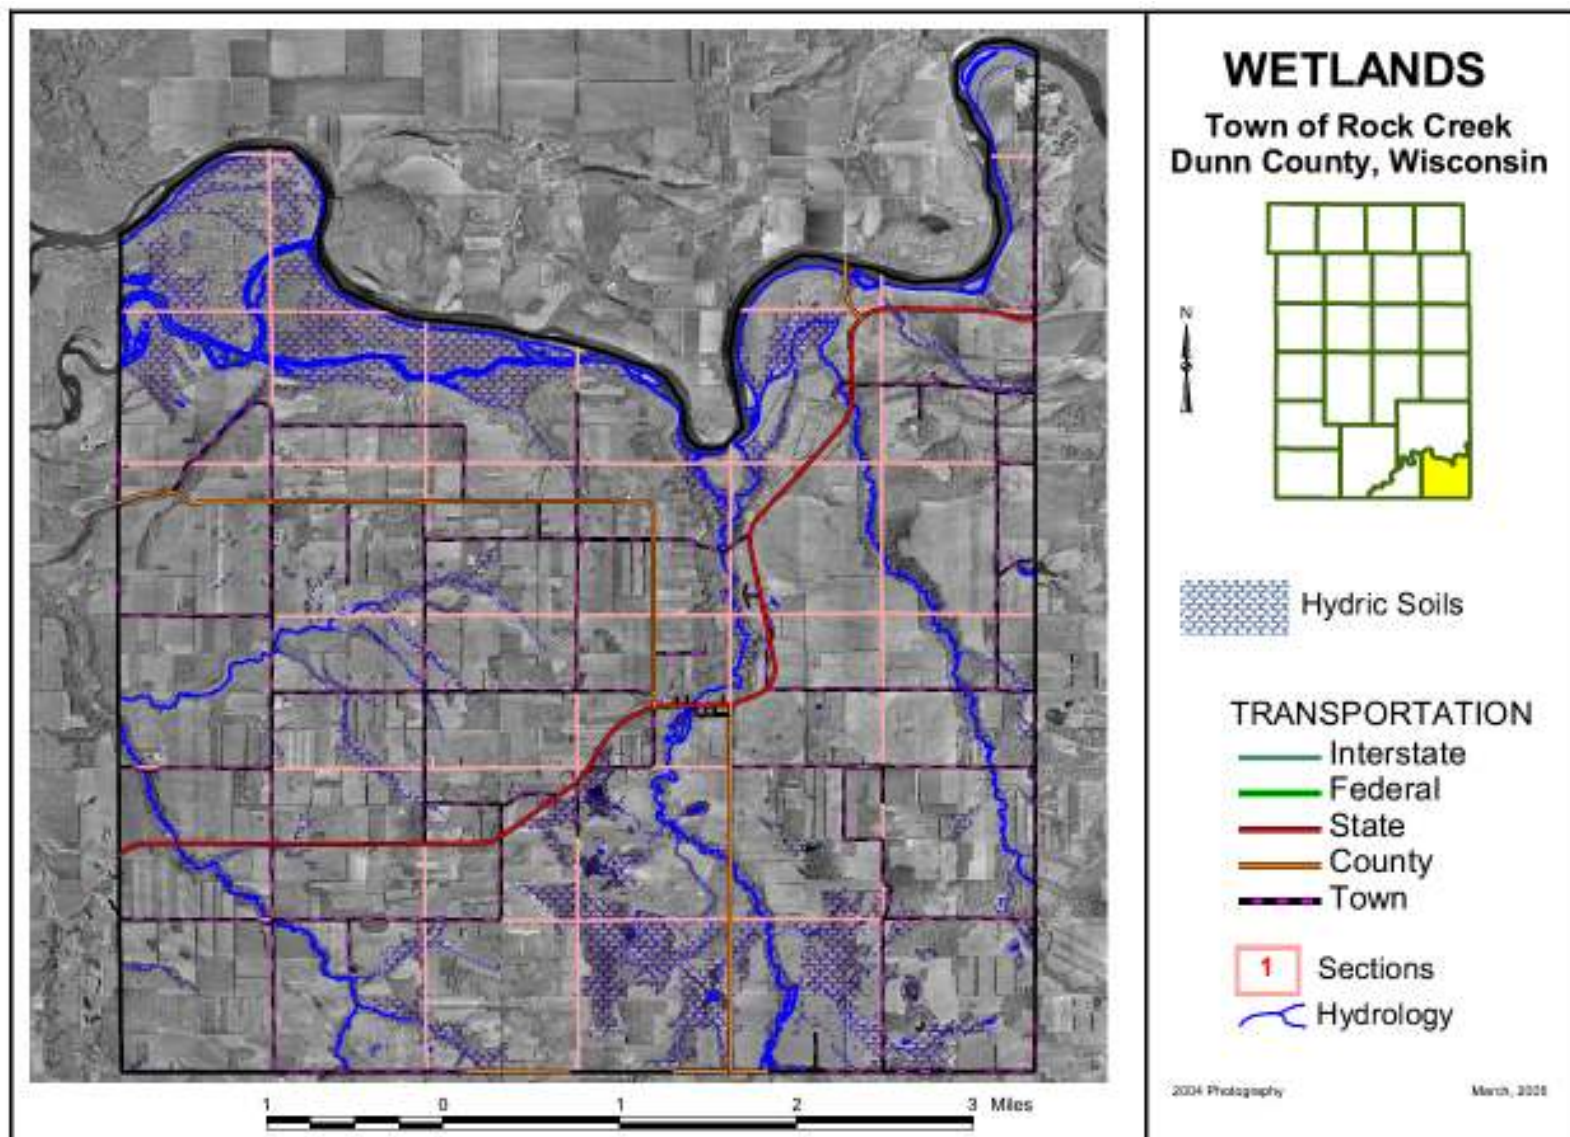 WETLANDS
Town of Rock Creek
Dunn County, Wisconsin
N
Hydric Soils
TRANSPORTATION
Interstate
Federal
State
County
Town
1 Sections
Hydrology
2004 Photography
March,
1 0 1 2 3 Miles